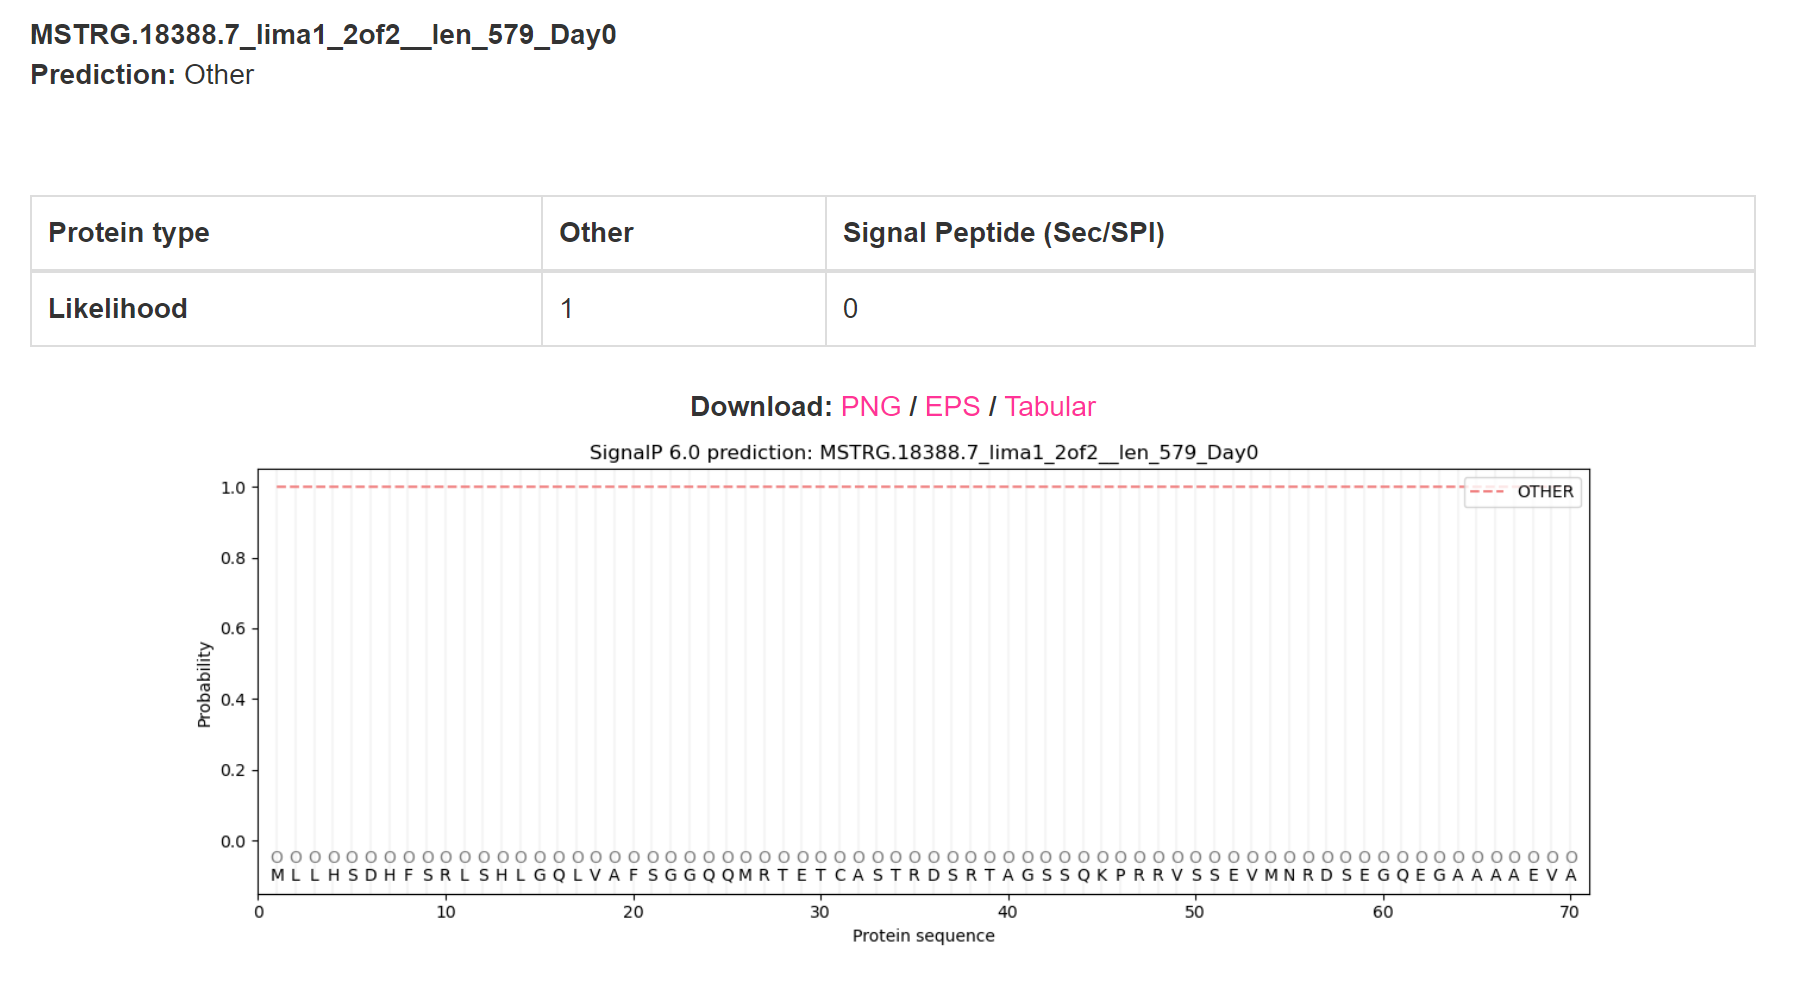 MSTRG.18388.7_lima1_2of2__len_579_Day0
Prediction: Other
Protein type Other Signal Peptide (Sec/SPI)
Likelihood 1 0
Download: PNG / EPS / Tabular
SignalP 6.0 prediction: MSTRG.18388.7_lima1_2of2__len_579_Day0
OTHER
1.0
0.8
0.6
0.4
0.2
0.0
Probability
O O O O O O O O O O O O O O O O O O O O O O O O O O O O O O O O O O O O O O O O O O O O O O O O O O O O O O O O O O O O O O O O O O O O O O
M L L H S D H F S R L S H L G Q L V A F S G G Q Q M R T E T C A S T R D S R T A G S S Q K P R R V S S E V M N R D S E G Q E G A A A A E V A
0 10 20 30 40 50 60 70
Protein sequence